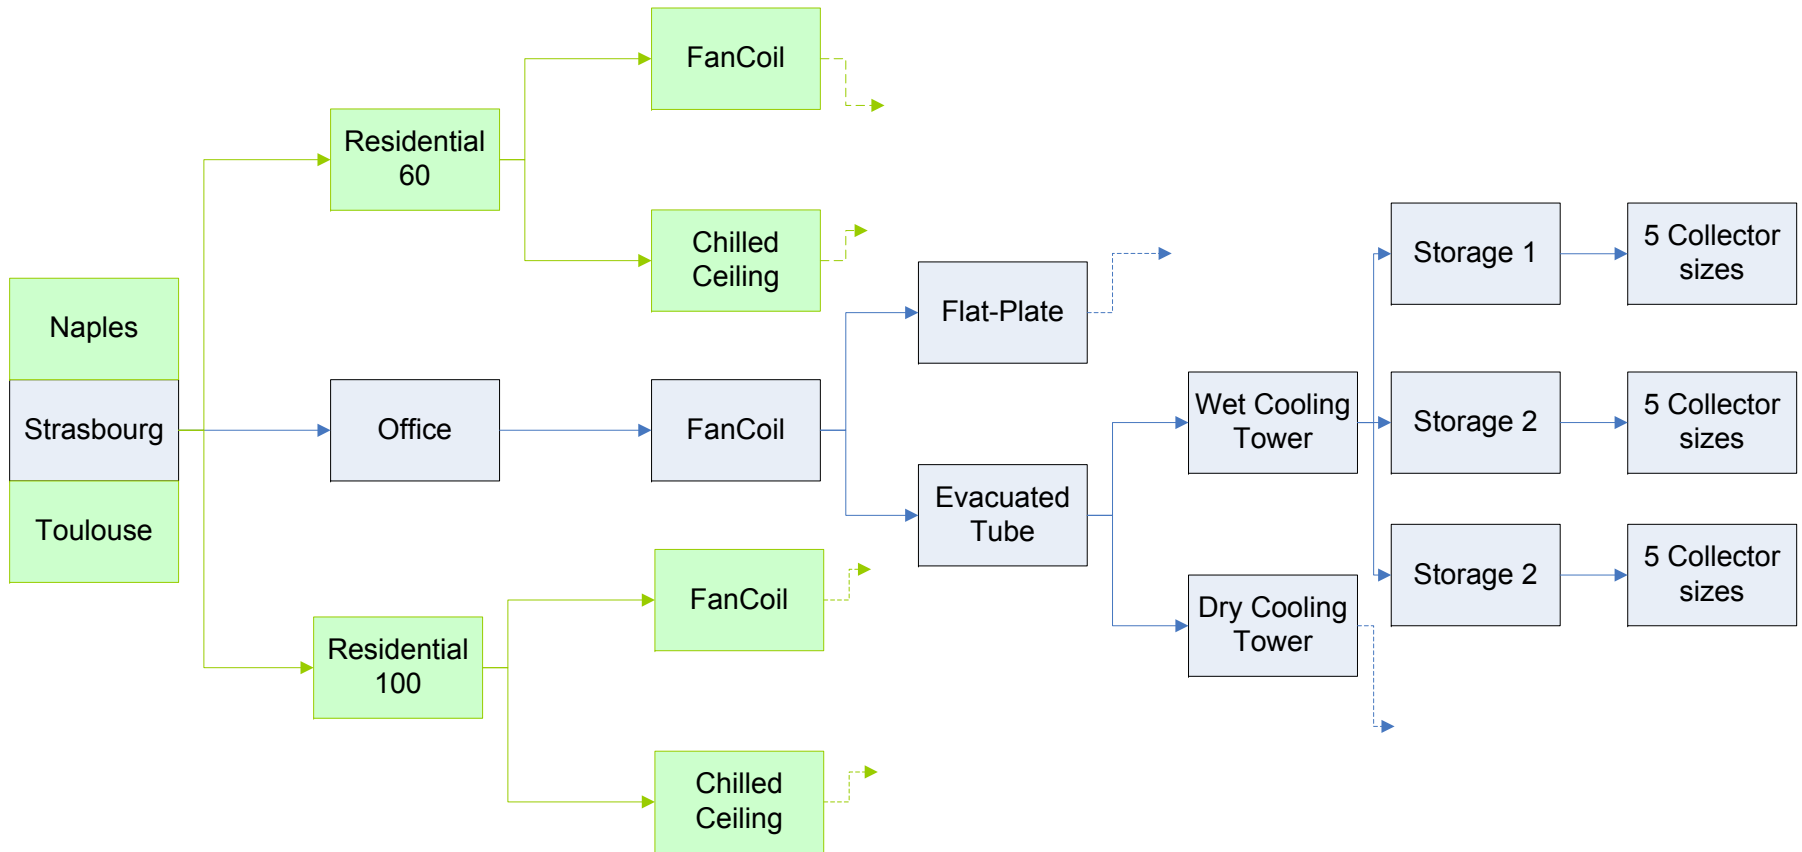 Naples
Strasbourg
Toulouse
Residential
60
Office
Residential
100
FanCoil
Chilled
Ceiling
FanCoil
FanCoil
Chilled
Ceiling
Flat-Plate
Evacuated
Tube
Wet Cooling
Tower
Dry Cooling
Tower
Storage 1
Storage 2
Storage 2
5 Collector
sizes
5 Collector
sizes
5 Collector
sizes